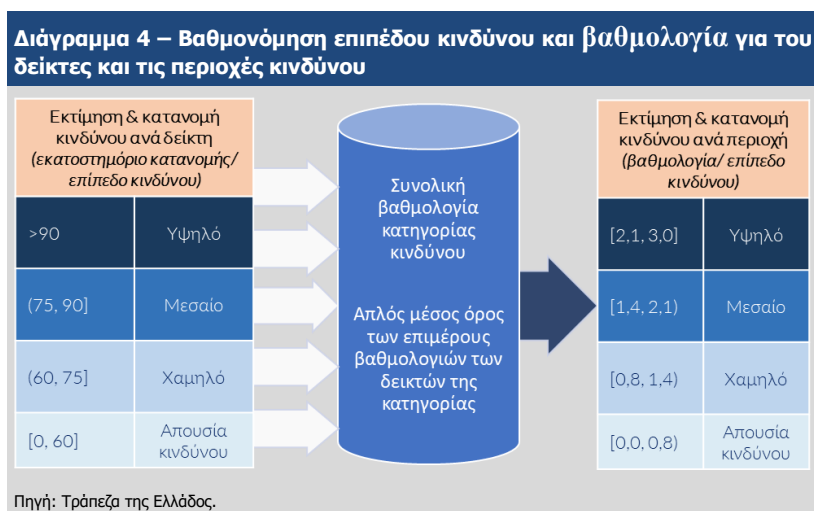 Διάγραμμα 4 – Βαθμονόμηση επιπέδου κινδύνου και βαθμολογία για του
δείκτες και τις περιοχές κινδύνου
Εκτίμηση & κατανομή
κινδύνου ανά δείκτη
(εκατοστημόριο κατανομής/
επίπεδο κινδύνου)
>90 Υψηλό
(75, 90] Μεσαίο
(60, 75] Χαμηλό
[0, 60] Απουσία
κινδύνου
Συνολική
βαθμολογία
κατηγορίας
κινδύνου
Απλός μέσος όρος
των επιμέρους
βαθμολογιών των
δεικτών της
κατηγορίας
Εκτίμηση & κατανομή
κινδύνου ανά περιοχή
(βαθμολογία/ επίπεδο
κινδύνου)
[2,1, 3,0] Υψηλό
[1,4, 2,1) Μεσαίο
[0,8, 1,4) Χαμηλό
[0,0, 0,8) Απουσία
κινδύνου
Πηγή: Τράπεζα της Ελλάδος.